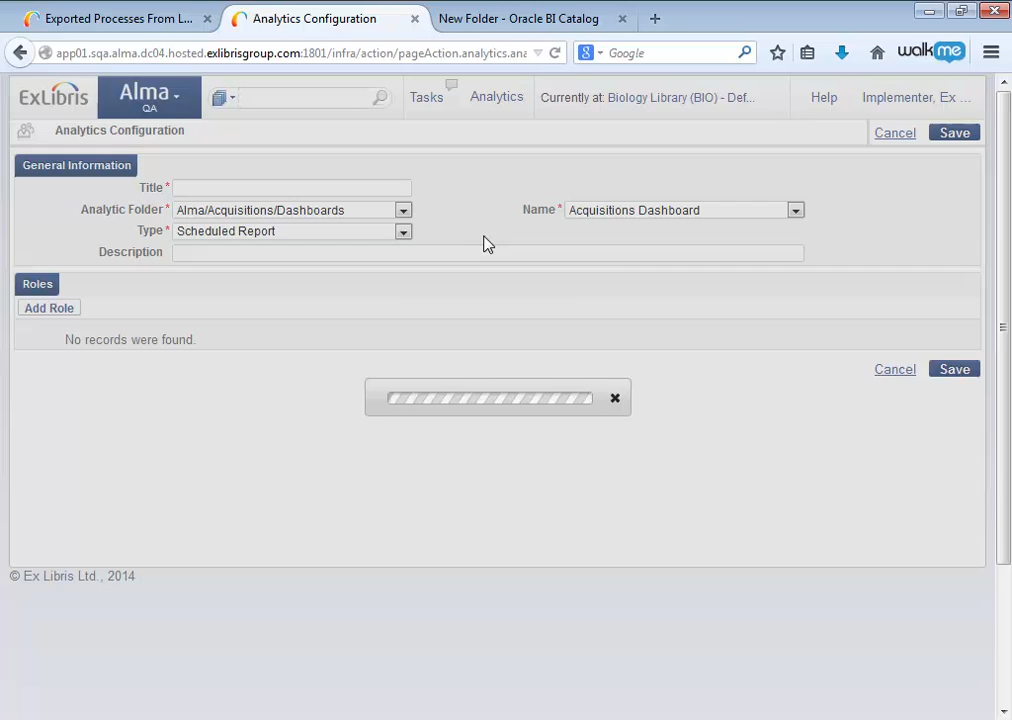 Exported Processes From L...
Analytics Configuration
New Folder - Oracle BI Catalog
app01.sqa.alma.dc04.hosted.exlibrisgroup.com:1801/infra/action/pageAction.analytics.ana
Google
walkme
ExLibris
Alma
QA
Tasks
Analytics
Currently at: Biology Library (BIO) - Def...
Help
Implementer, Ex ...
Analytics Configuration
Cancel
Save
General Information
Title *
Analytic Folder * Alma/Acquisitions/Dashboards
Name * Acquisitions Dashboard
Type * Scheduled Report
Description
Roles
Add Role
No records were found.
Cancel
Save
© Ex Libris Ltd., 2014